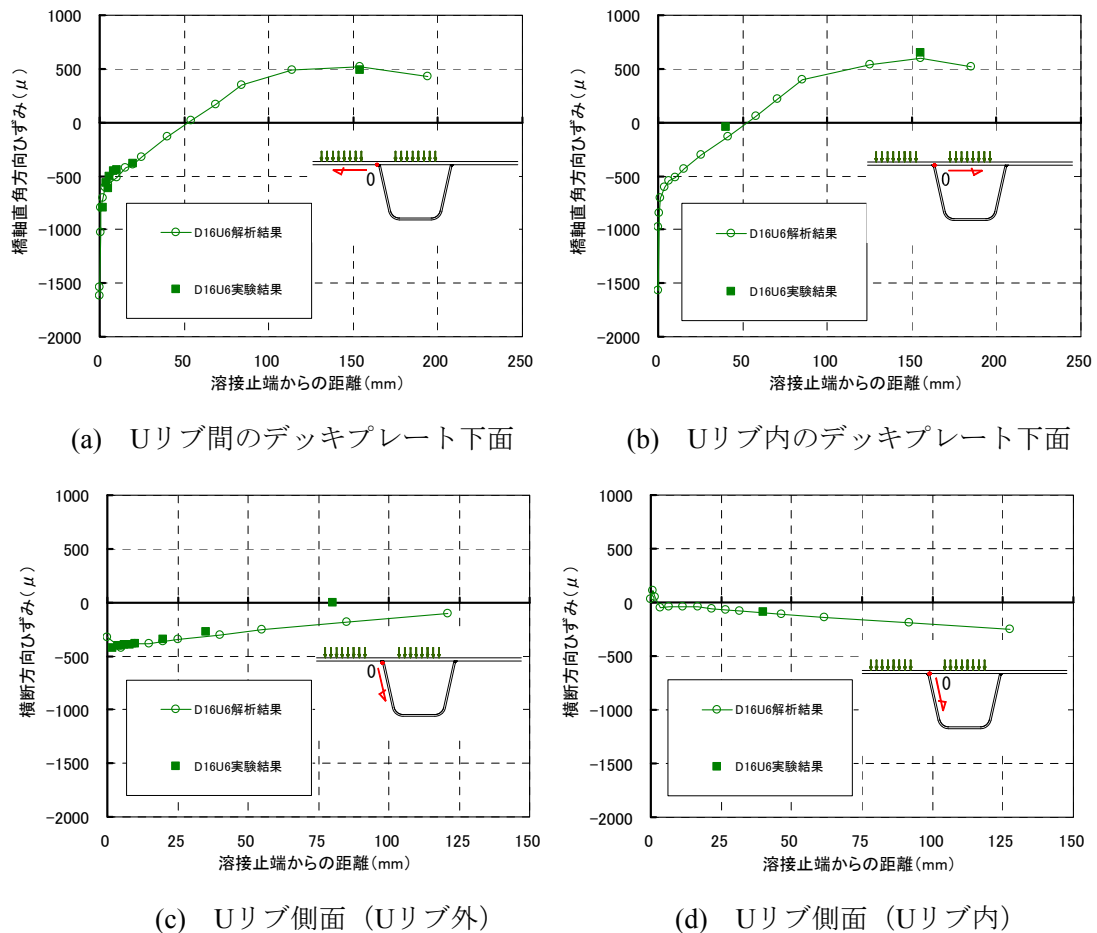 1000
500
0
−500
−1000
−1500
−2000
橋軸直角方向ひずみ(μ)
0
D16U6解析結果
D16U6実験結果
0 50 100 150 200 250
溶接止端からの距離(mm)
(a) Uリブ間のデッキプレート下面
1000
500
0
−500
−1000
−1500
−2000
橋軸直角方向ひずみ(μ)
0
D16U6解析結果
D16U6実験結果
0 50 100 150 200 250
溶接止端からの距離(mm)
(b) Uリブ内のデッキプレート下面
1000
500
0
−500
−1000
−1500
−2000
横断方向ひずみ(μ)
0
D16U6解析結果
D16U6実験結果
0 25 50 75 100 125 150
溶接止端からの距離(mm)
(c) Uリブ側面(Uリブ外)
1000
500
0
−500
−1000
−1500
−2000
横断方向ひずみ(μ)
0
D16U6解析結果
D16U6実験結果
0 25 50 75 100 125 150
溶接止端からの距離(mm)
(d) Uリブ側面(Uリブ内)